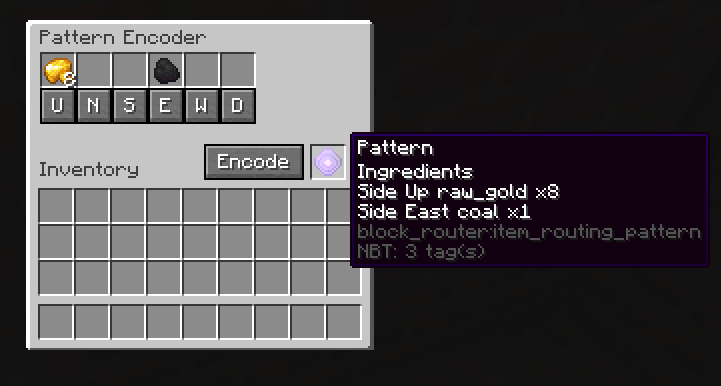 Pattern Encoder
8
U N S E W D
Encode
Inventory
Pattern
Ingredients
Side Up raw_gold x8
Side East coal x1
block_router:item_routing_pattern
NBT: 3 tag(s)